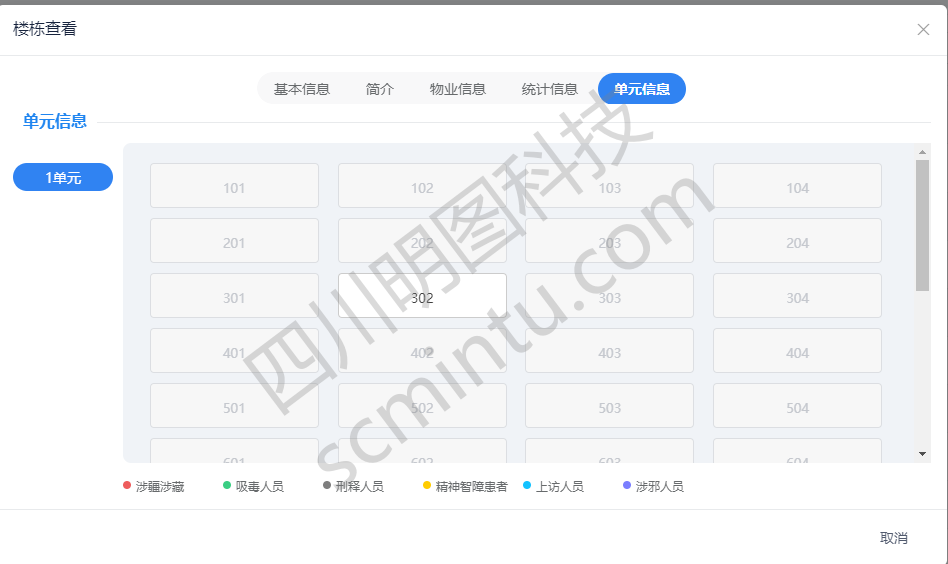 楼栋查看
基本信息 简介 物业信息 统计信息 单元信息
单元信息
1单元
101 102 103 104
201 202 203 204
301 302 303 304
401 402 403 404
501 502 503 504
601 602 603 604
涉疆涉藏 吸毒人员 刑释人员 精神智障患者 上访人员 涉邪人员
取消
四川明图科技
scmintu.com